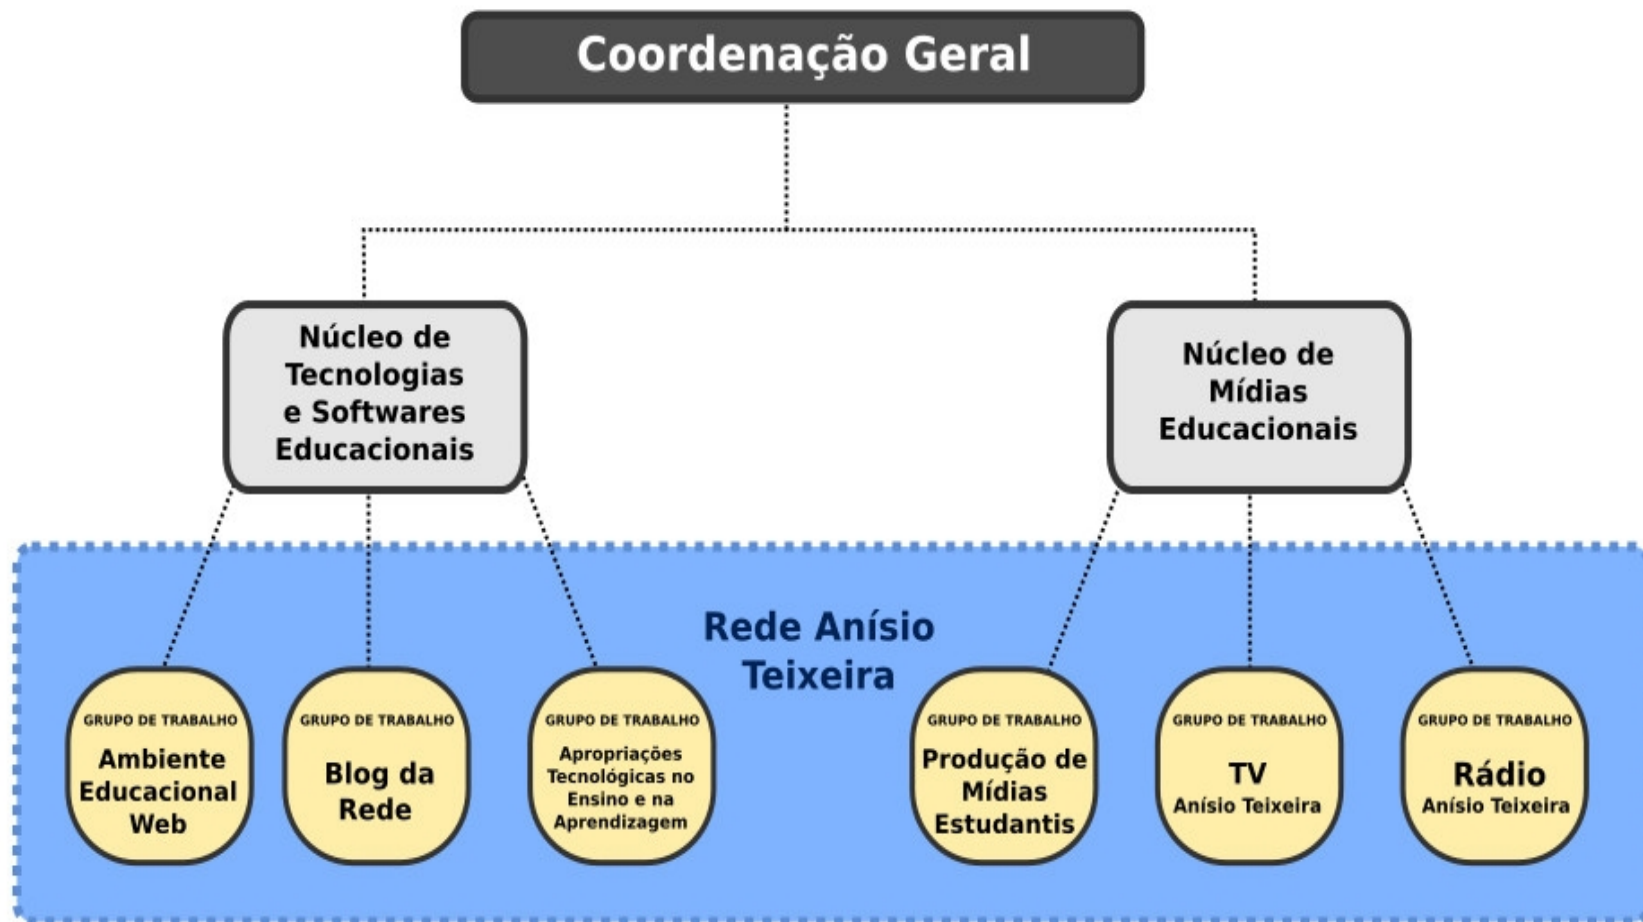 Coordenação Geral
Núcleo de
Tecnologias
e Softwares
Educacionais
Núcleo de
Mídias
Educacionais
Rede Anísio
Teixeira
GRUPO DE TRABALHO
Ambiente
Educacional
Web
GRUPO DE TRABALHO
Blog da
Rede
GRUPO DE TRABALHO
Apropriações
Tecnológicas no
Ensino e na
Aprendizagem
GRUPO DE TRABALHO
Produção de
Mídias
Estudantis
GRUPO DE TRABALHO
TV
Anísio Teixeira
GRUPO DE TRABALHO
Rádio
Anísio Teixeira